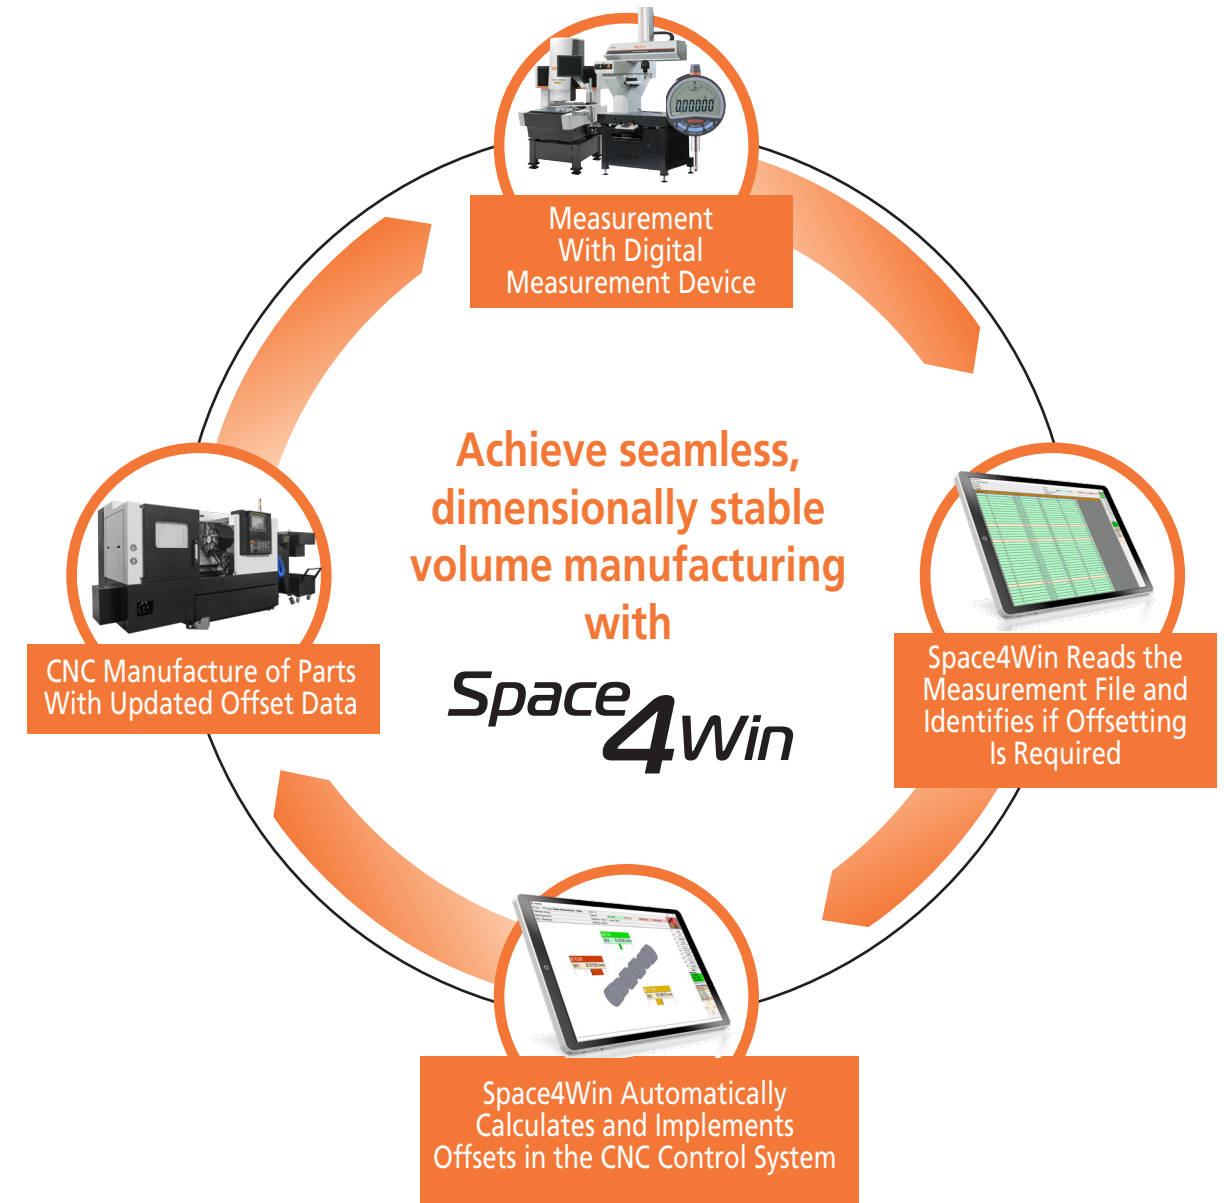 0.00000
Measurement
With Digital
Measurement Device
Achieve seamless,
dimensionally stable
volume manufacturing
with
Space4Win
CNC Manufacture of Parts
With Updated Offset Data
Space4Win Reads the
Measurement File and
Identifies if Offsetting
Is Required
Space4Win Automatically
Calculates and Implements
Offsets in the CNC Control System